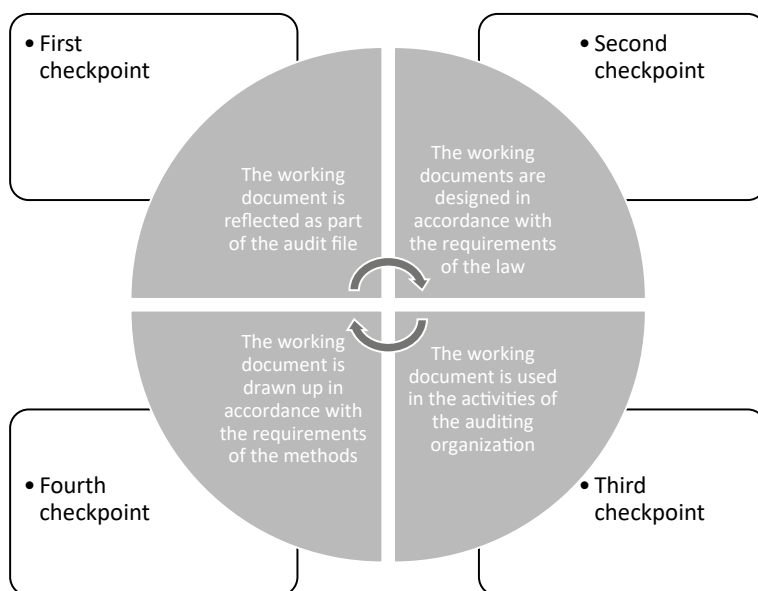 • First
checkpoint
• Second
checkpoint
The working
document is
reflected as part
of the audit file
The working
documents are
designed in
accordance with
the requirements
of the law
The working
document is
drawn up in
accordance with
the requirements
of the methods
The working
document is used
in the activities of
the auditing
organization
• Fourth
checkpoint
• Third
checkpoint